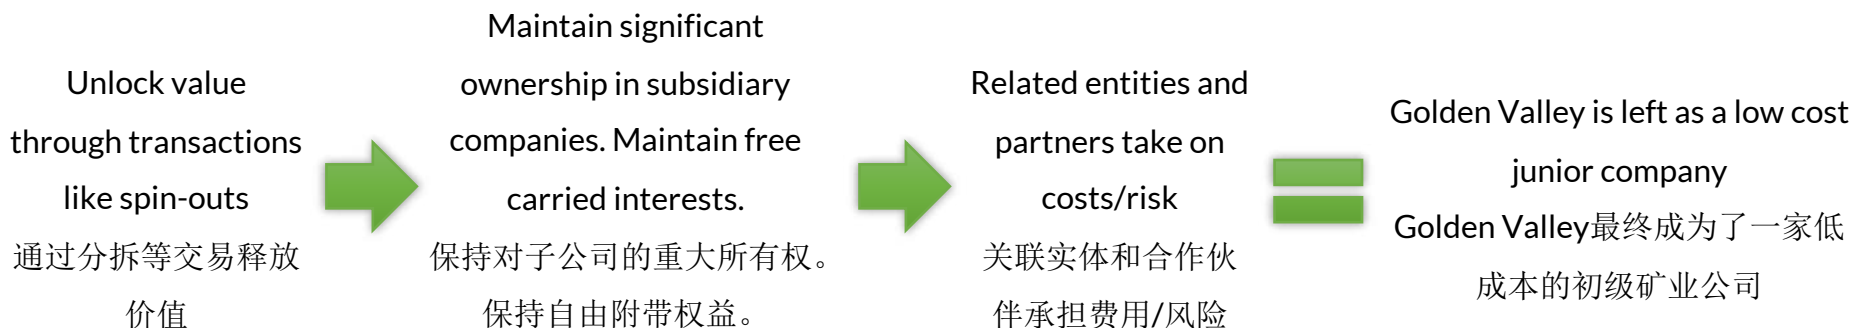 Unlock value
through transactions
like spin-outs
通过分拆等交易释放
价值
Maintain significant
ownership in subsidiary
companies. Maintain free
carried interests.
保持对子公司的重大所有权。
保持自由附带权益。
Related entities and
partners take on
costs/risk
关联实体和合作伙
伴承担费用/风险
Golden Valley is left as a low cost
junior company
Golden Valley最终成为了一家低
成本的初级矿业公司